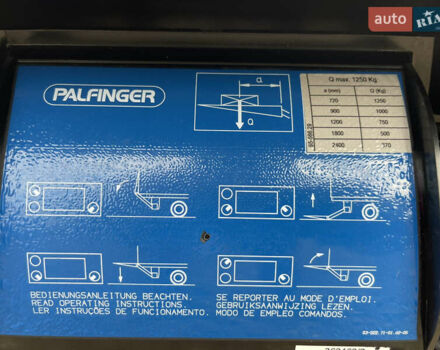 auto RIA
PALFINGER
a
Q
Q max. 1250 Kg
a (mm) Q (Kg)
720 1250
900 1000
1200 750
1800 500
2400 370
BEDIENUNGSANLEITUNG BEACHTEN.
READ OPERATING INSTRUCTIONS.
LER INSTRUÇÕES DE FUNCIONAMENTO.
SE REPORTER AU MODE D'EMPLOI.
GEBRUIKSAANWIJZING LEZEN.
MODO DE EMPLEO COMANDOS.